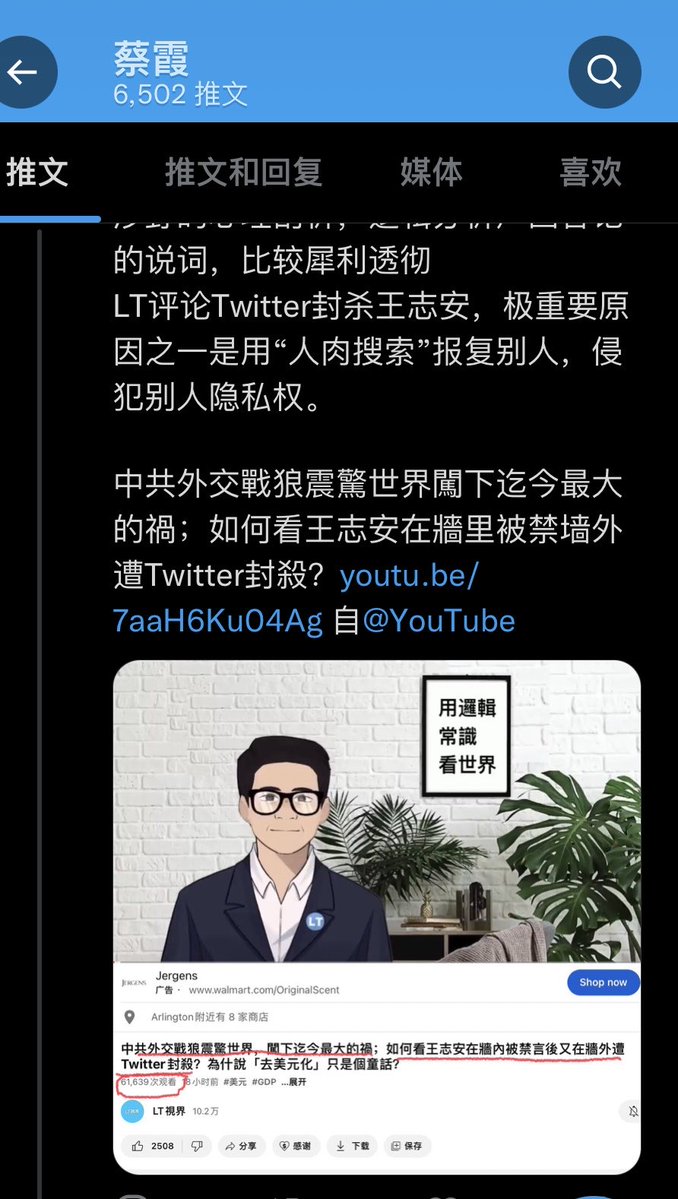 蔡霞
6,502 推文
推文 推文和回复 媒体 喜欢
的说词，比较犀利透彻
LT评论Twitter封杀王志安，极重要原
因之一是用“人肉搜索”报复别人，侵
犯别人隐私权。
中共外交戰狼震驚世界闖下迄今最大
的禍；如何看王志安在牆里被禁墙外
遭Twitter封殺？youtu.be/
7aaH6Ku04Ag 自@YouTube
用邏輯
常識
看世界
LT
JERGENS
Jergens
广告 · www.walmart.com/OriginalScent
Shop now
Arlington附近有 8 家商店
中共外交戰狼震驚世界，闖下迄今最大的禍；如何看王志安在牆內被禁言後又在牆外遭
Twitter封殺？為什說「去美元化」只是個童話？
61,639次观看 18小时前 #美元 #GDP ...展开
LT視界 10.2万
2508 分享 感谢 下载 保存